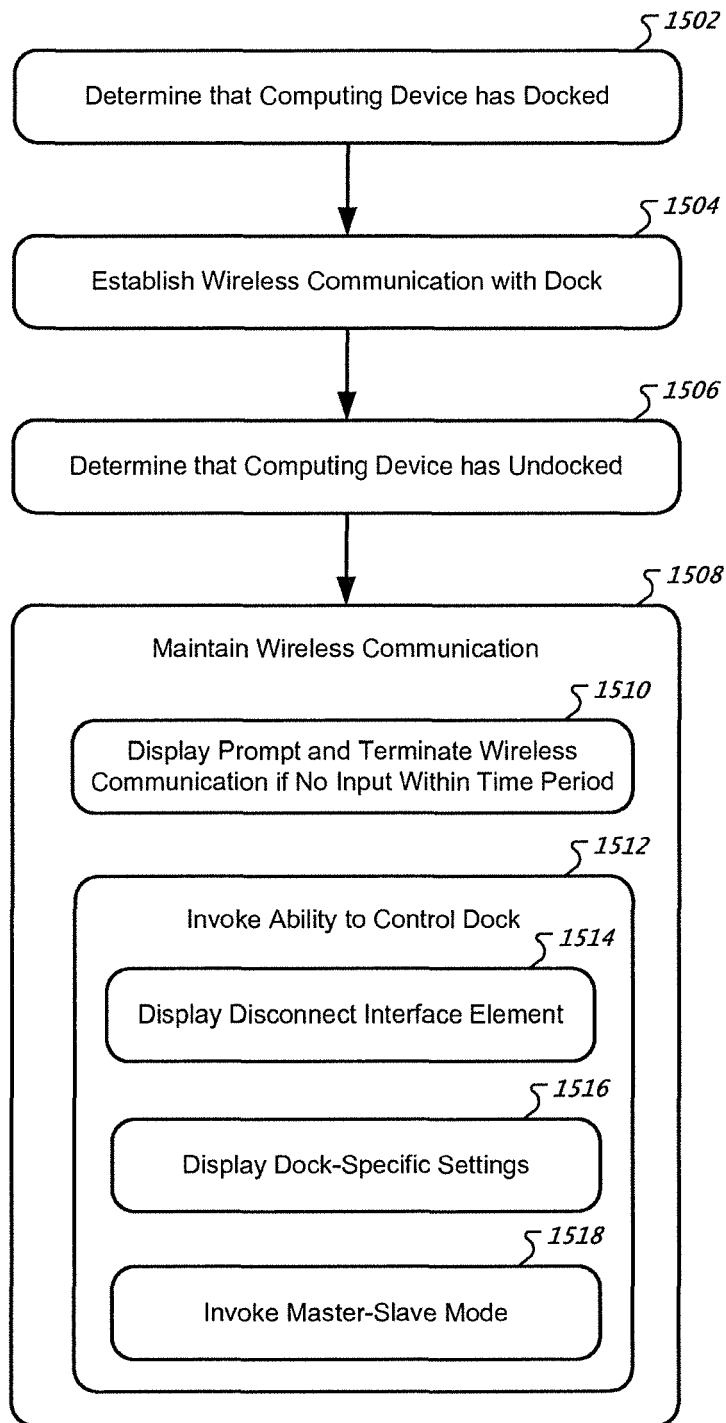 1502
Determine that Computing Device has Docked
1504
Establish Wireless Communication with Dock
1506
Determine that Computing Device has Undocked
1508
Maintain Wireless Communication
1510
Display Prompt and Terminate Wireless
Communication if No Input Within Time Period
1512
Invoke Ability to Control Dock
1514
Display Disconnect Interface Element
1516
Display Dock-Specific Settings
1518
Invoke Master-Slave Mode